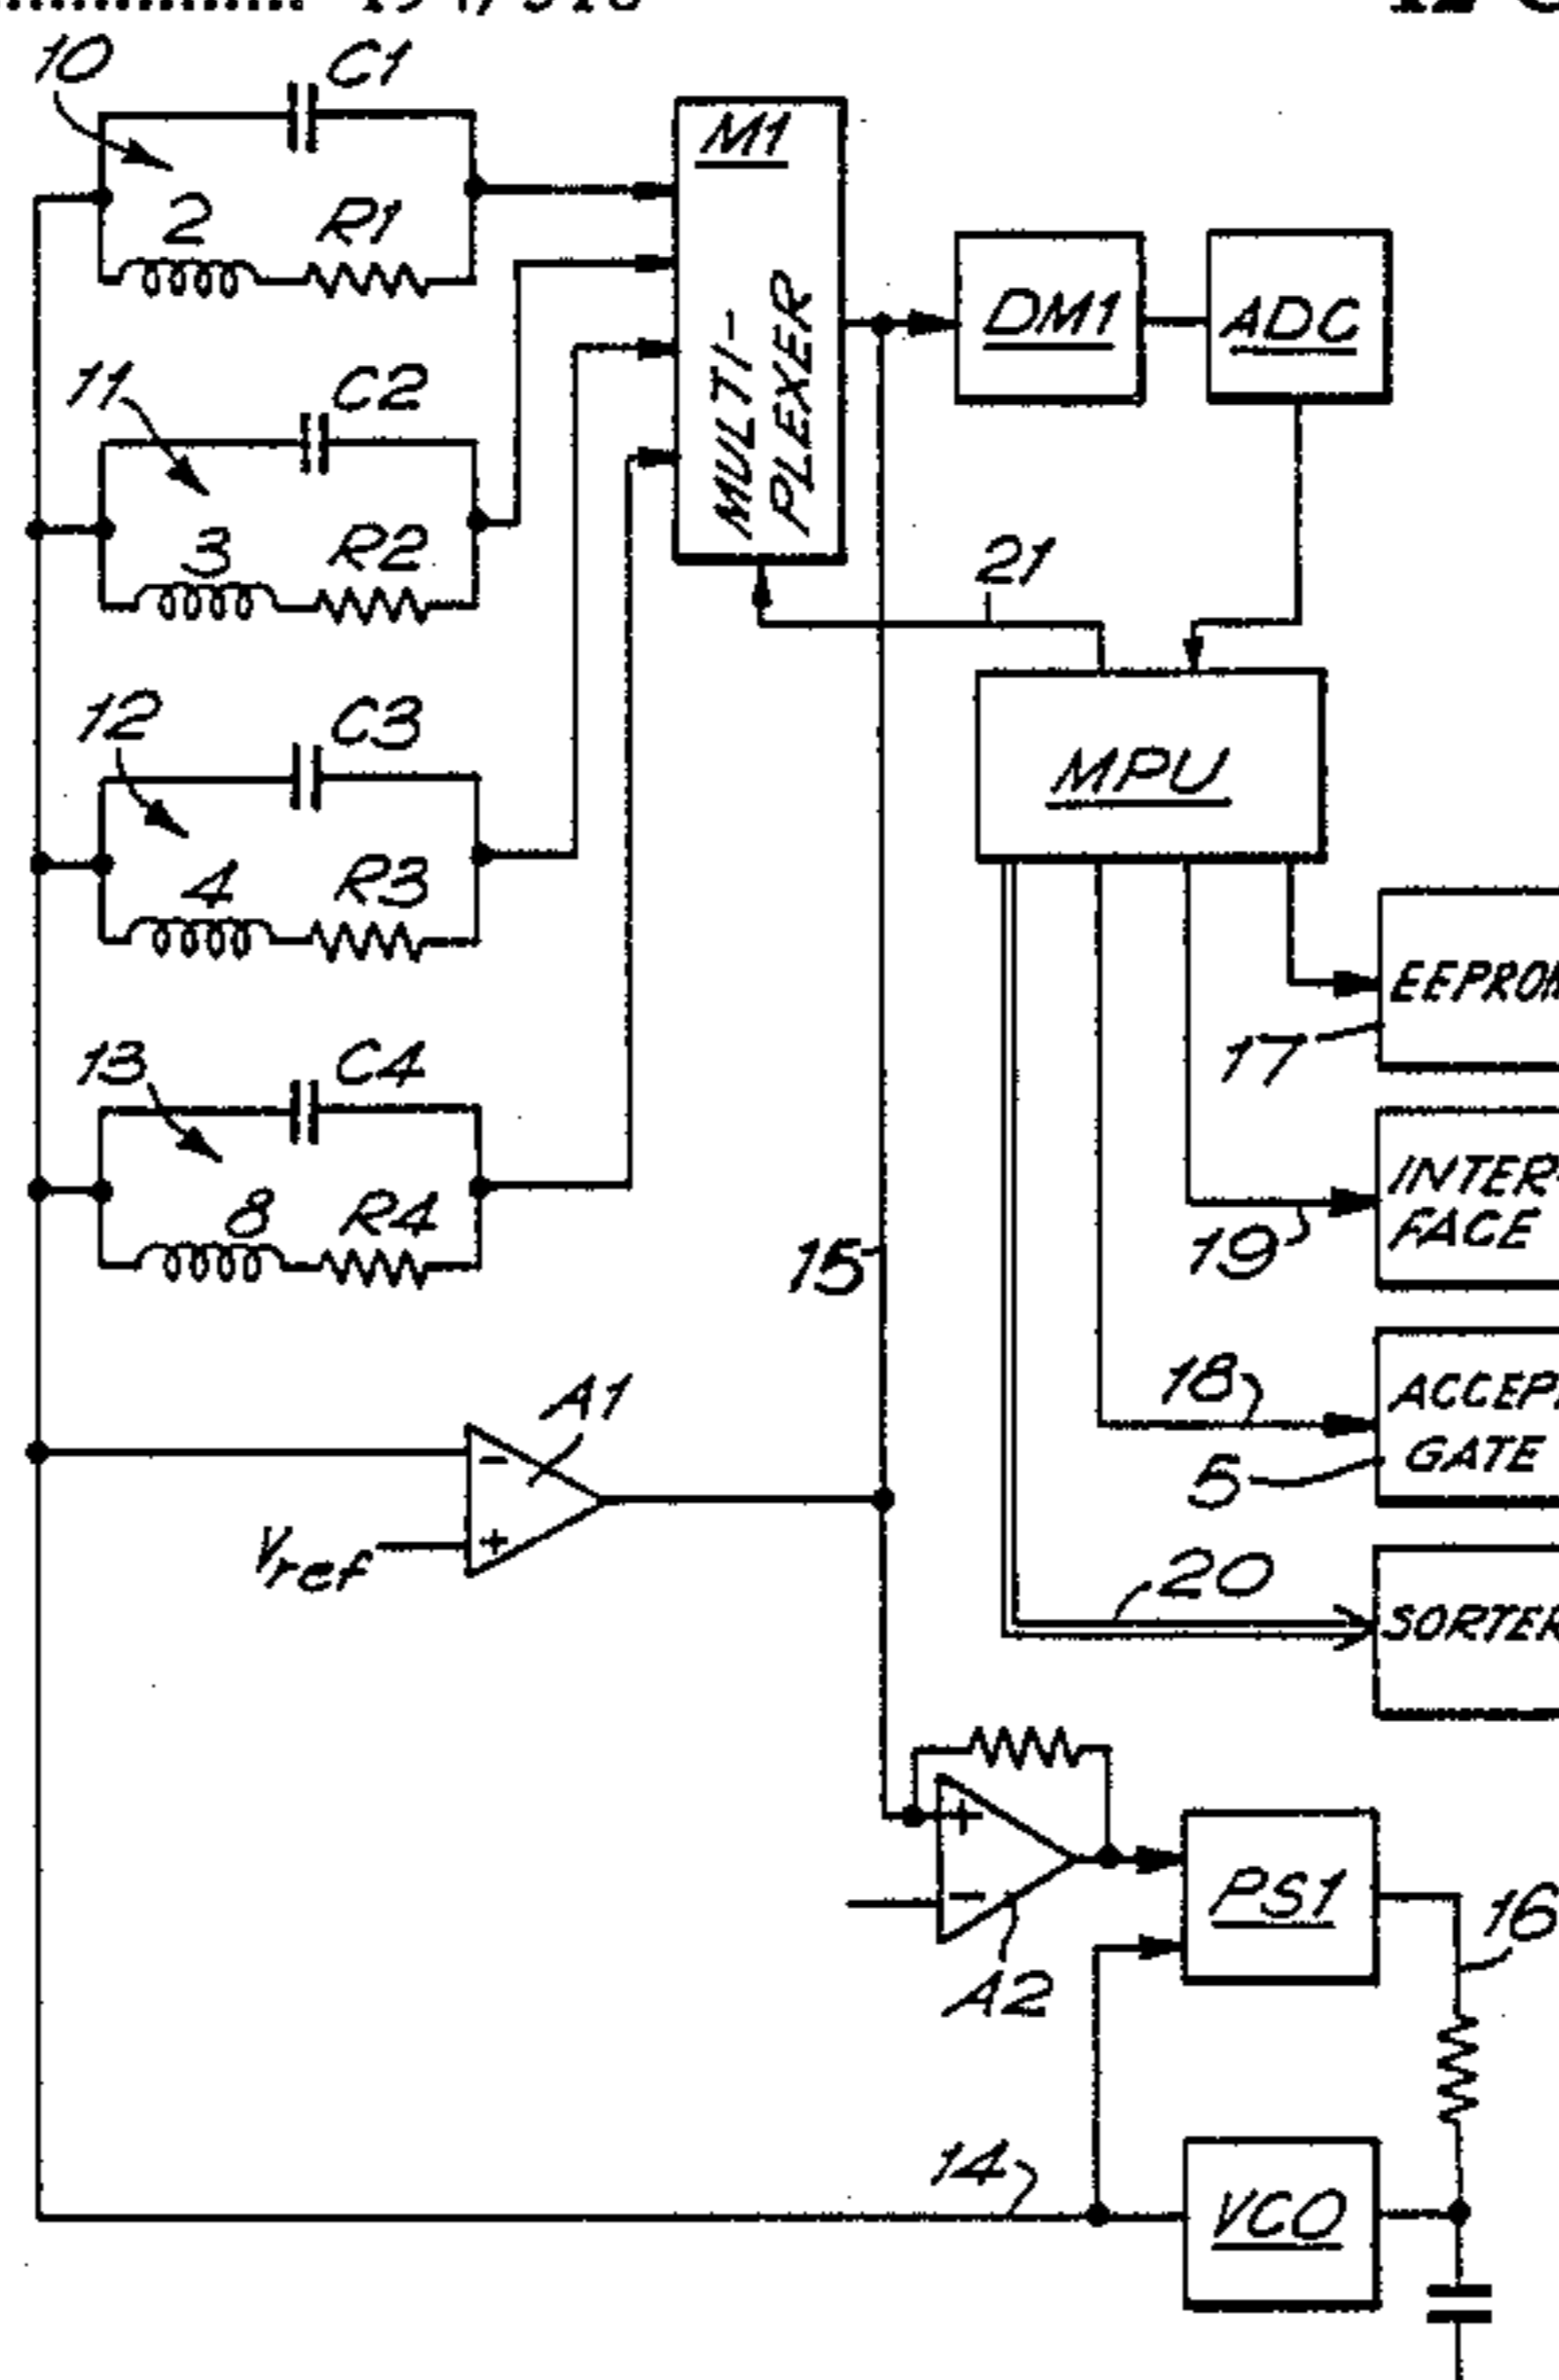 10
C1
2
R1
M1
MULTI-
PLEXER
DM1
ADC
11
C2
3
R2
21
MPU
12
C3
4
R3
EEPROM
17
13
C4
8
R4
INTER-
FACE
19
15
A1
Vref
-
+
18
ACCEPT
GATE
5
20
SORTER
+
-
A2
PS1
16
14
VCO